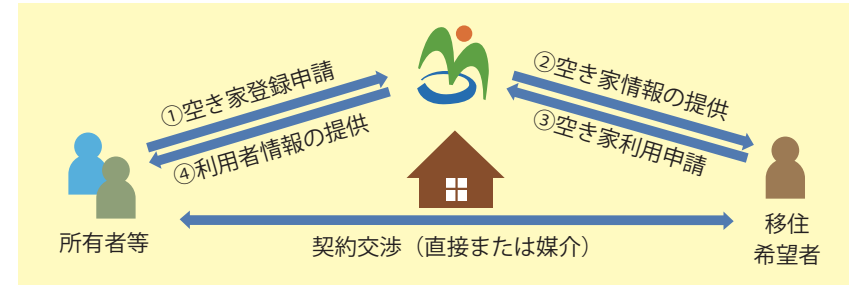 ①空き家登録申請
②空き家情報の提供
③空き家利用申請
④利用者情報の提供
所有者等
契約交渉（直接または媒介）
移住
希望者